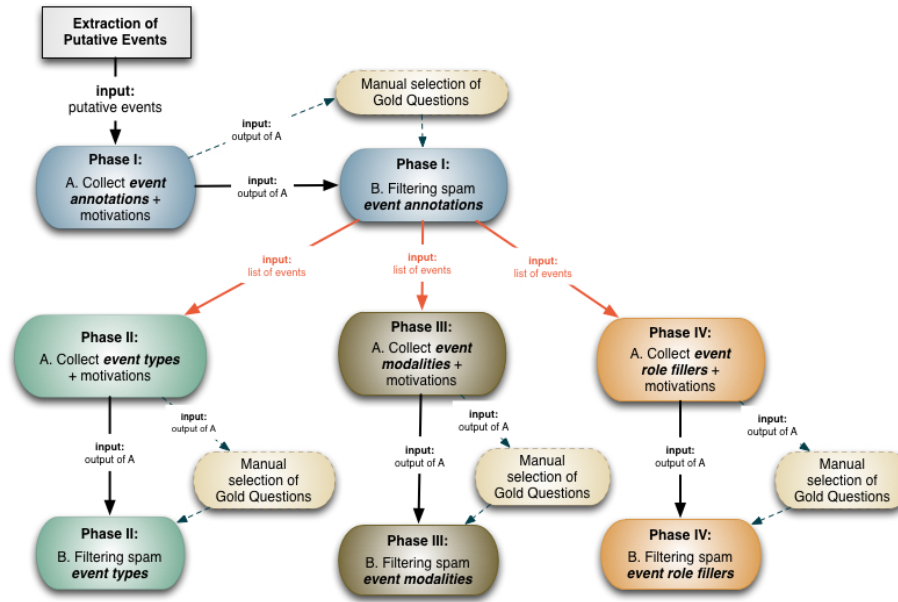 Extraction of
Putative Events
input:
putative events
Manual selection of
Gold Questions
input:
output of A
Phase I:
A. Collect event
annotations +
motivations
input:
output of A
Phase I:
B. Filtering spam
event annotations
input:
list of events
input:
list of events
input:
list of events
Phase II:
A. Collect event types
+ motivations
Phase III:
A. Collect event
modalities +
motivations
Phase IV:
A. Collect event
role fillers +
motivations
input:
output of A
input:
output of A
input:
output of A
input:
output of A
input:
output of A
input:
output of A
Manual
selection of
Gold Questions
Manual
selection of
Gold Questions
Manual
selection of
Gold Questions
Phase II:
B. Filtering spam
event types
Phase III:
B. Filtering spam
event modalities
Phase IV:
B. Filtering spam
event role fillers